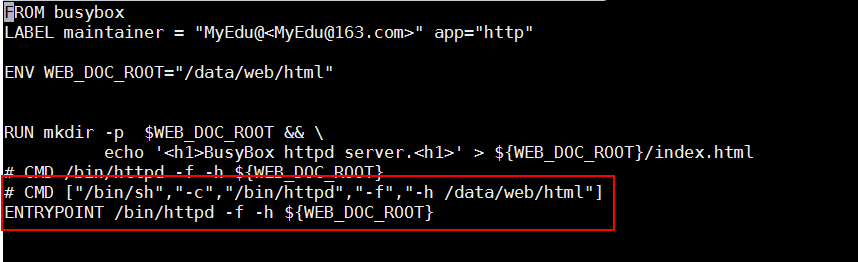 FROM busybox
LABEL maintainer = "MyEdu@<MyEdu@163.com>" app="http"
ENV WEB_DOC_ROOT="/data/web/html"
RUN mkdir -p  $WEB_DOC_ROOT && \
echo '<h1>BusyBox httpd server.<h1>' > ${WEB_DOC_ROOT}/index.html
# CMD /bin/httpd -f -h ${WEB_DOC_ROOT}
# CMD ["/bin/sh","-c","/bin/httpd","-f","-h /data/web/html"]
ENTRYPOINT /bin/httpd -f -h ${WEB_DOC_ROOT}